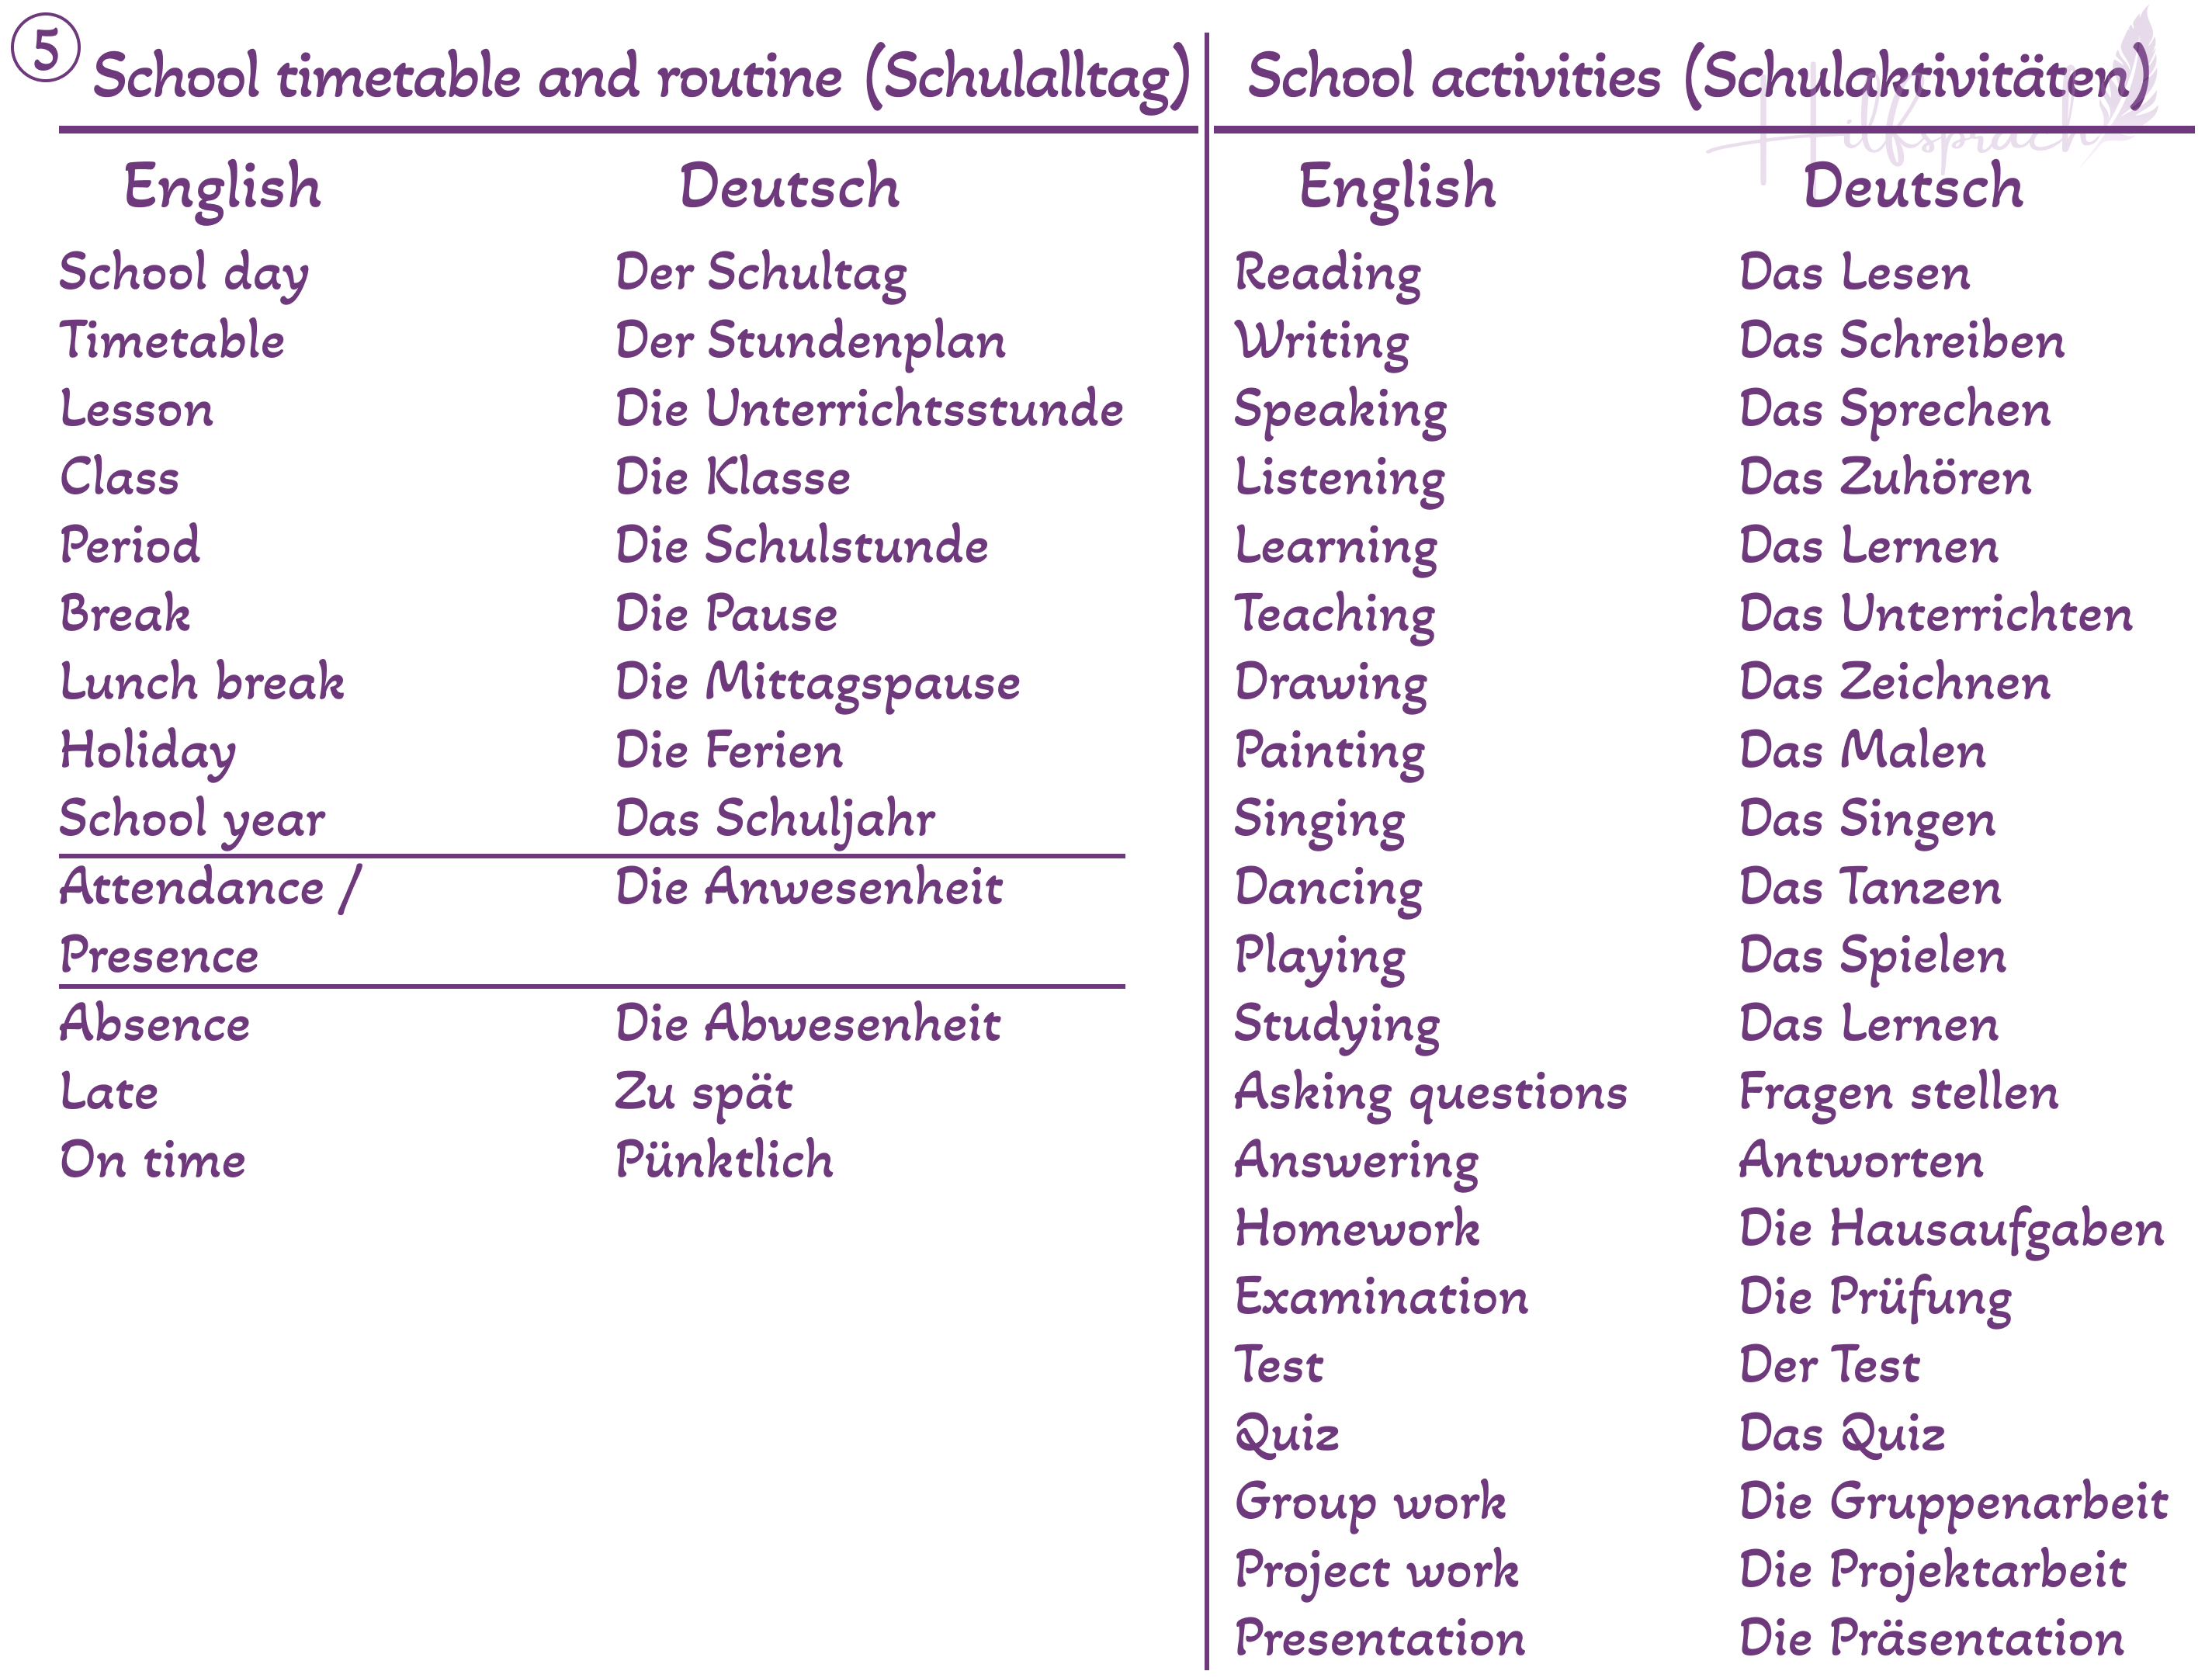 5
School timetable and routine (Schulalltag)
English Deutsch
School day Der Schultag
Timetable Der Stundenplan
Lesson Die Unterrichtsstunde
Class Die Klasse
Period Die Schulstunde
Break Die Pause
Lunch break Die Mittagspause
Holiday Die Ferien
School year Das Schuljahr
Attendance / Die Anwesenheit
Presence
Absence Die Abwesenheit
Late Zu spät
On time Pünktlich
School activities (Schulaktivitäten)
Hilfsprach
English Deutsch
Reading Das Lesen
Writing Das Schreiben
Speaking Das Sprechen
Listening Das Zuhören
Learning Das Lernen
Teaching Das Unterrichten
Drawing Das Zeichnen
Painting Das Malen
Singing Das Singen
Dancing Das Tanzen
Playing Das Spielen
Studying Das Lernen
Asking questions Fragen stellen
Answering Antworten
Homework Die Hausaufgaben
Examination Die Prüfung
Test Der Test
Quiz Das Quiz
Group work Die Gruppenarbeit
Project work Die Projektarbeit
Presentation Die Präsentation